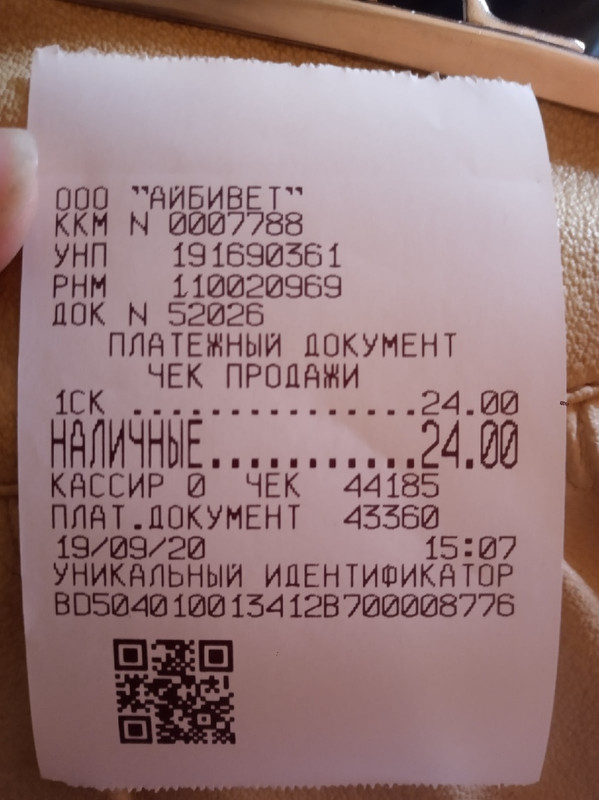 ООО "АЙБИВЕТ"
ККМ N 0007788
УНП 191690361
РНМ 110020969
ДОК N 52026
ПЛАТЕЖНЫЙ ДОКУМЕНТ
ЧЕК ПРОДАЖИ
1СК ...............24.00
НАЛИЧНЫЕ...........24.00
КАССИР 0 ЧЕК 44185
ПЛАТ.ДОКУМЕНТ 43360
19/09/20 15:07
УНИКАЛЬНЫЙ ИДЕНТИФИКАТОР
BD504010013412B700008776